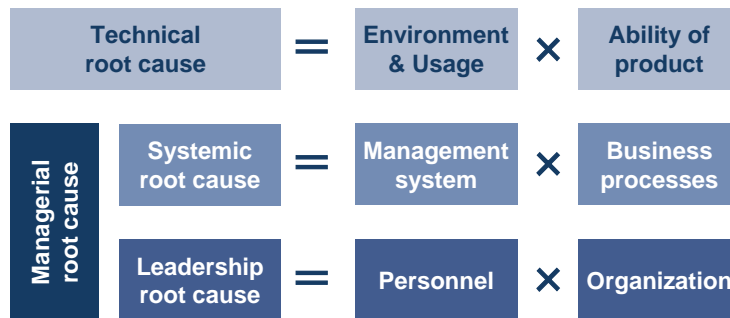 Technical
root cause
=
Environment
& Usage
×
Ability of
product
Managerial
root cause
Systemic
root cause
=
Management
system
×
Business
processes
Leadership
root cause
=
Personnel
×
Organization